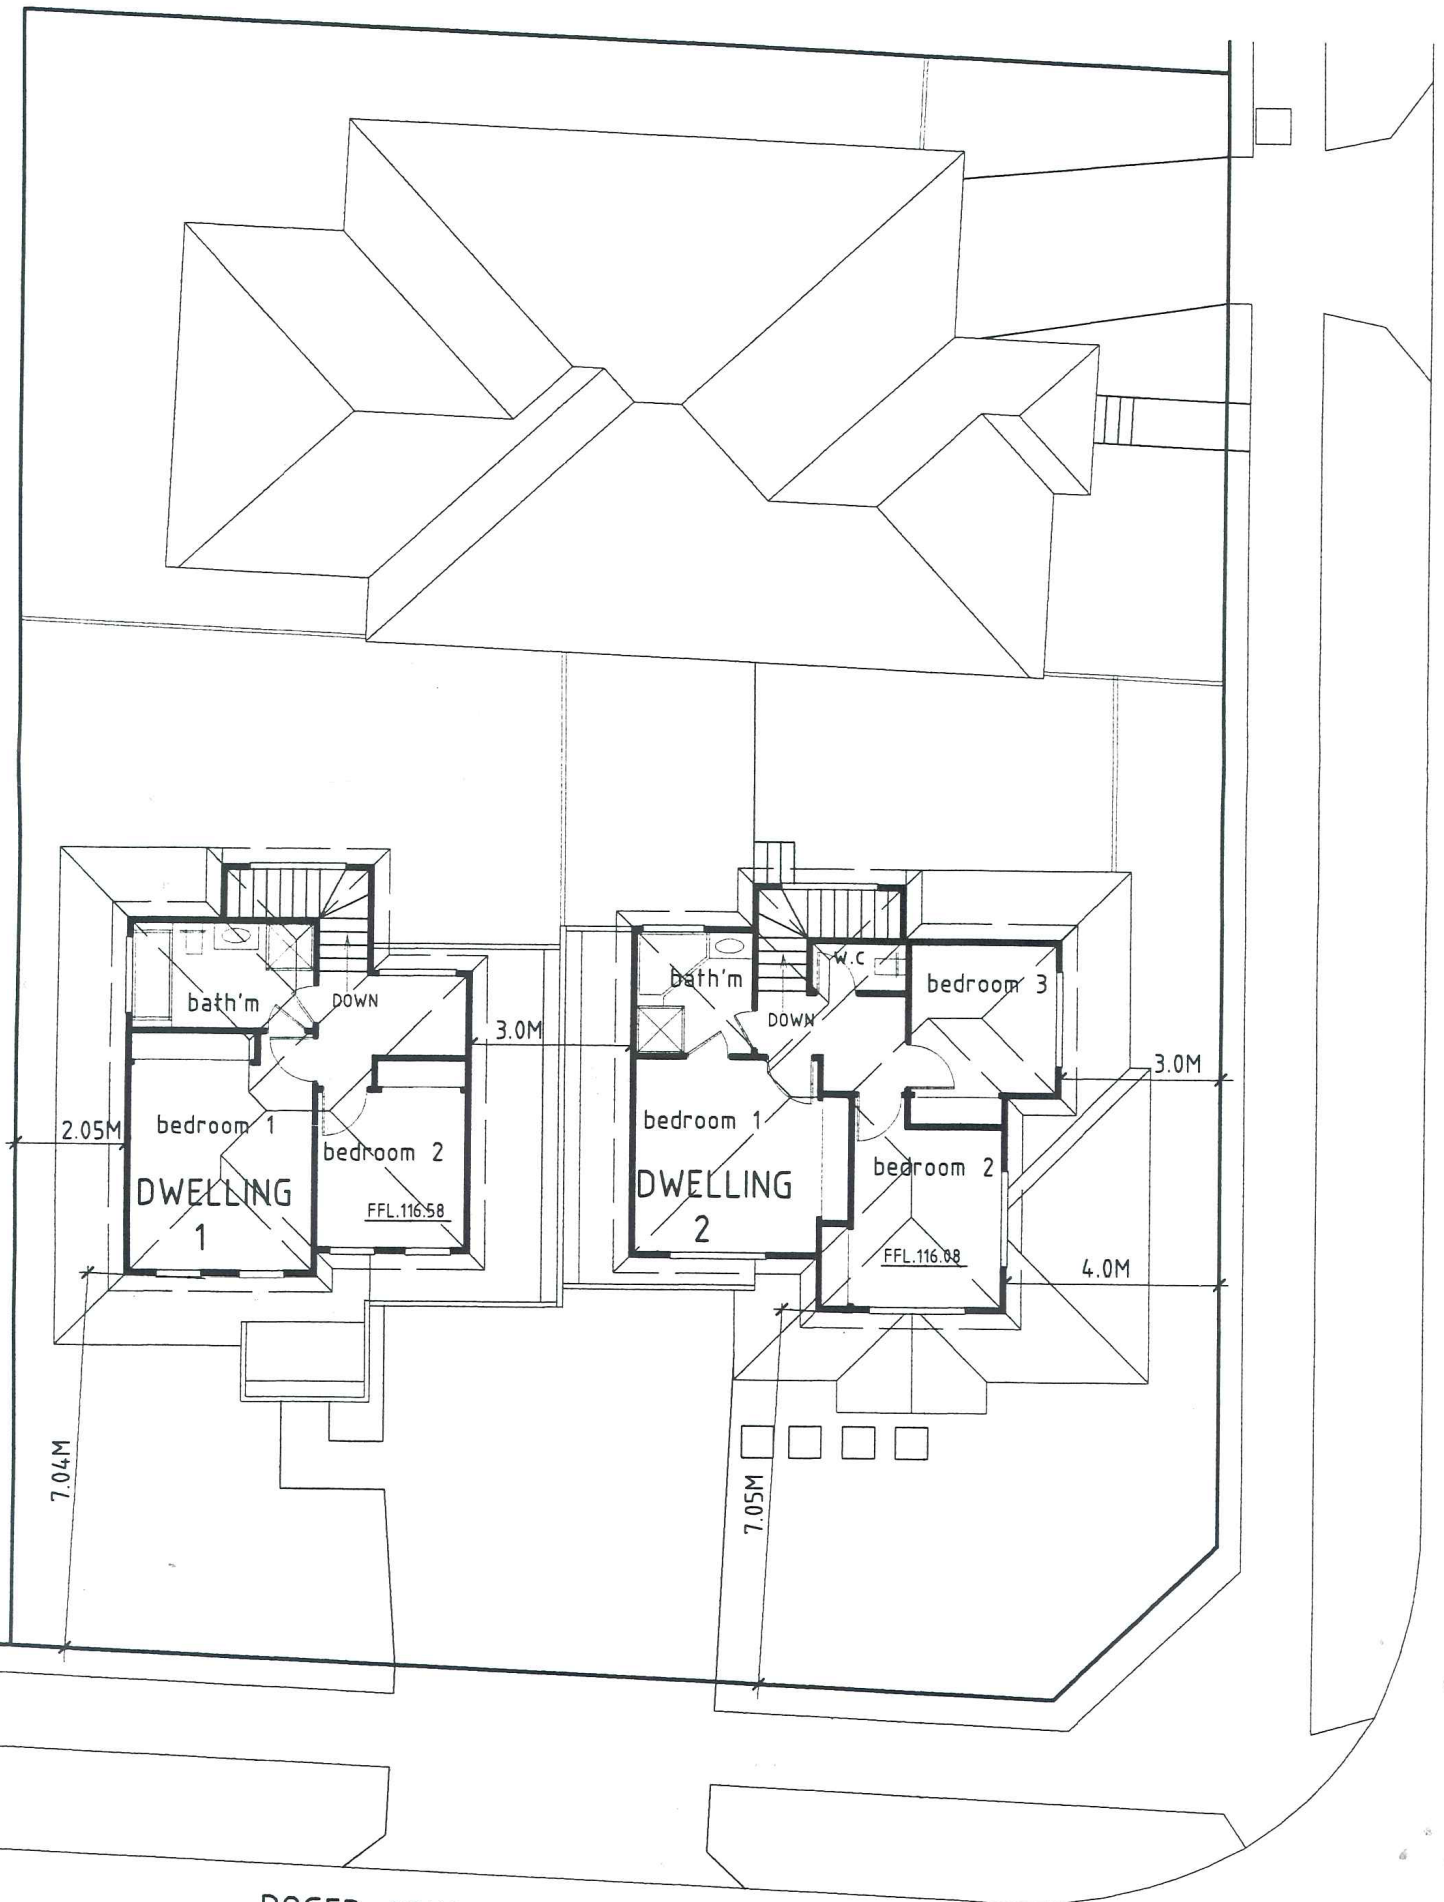 bath'm
DOWN
3.0M
bedroom 1
2.05M
bedroom 2
DWELLING
1
FFL.116.58
7.04M
bath'm
W.C
bedroom 3
DOWN
3.0M
bedroom 1
bedroom 2
DWELLING
2
FFL.116.08
4.0M
7.05M